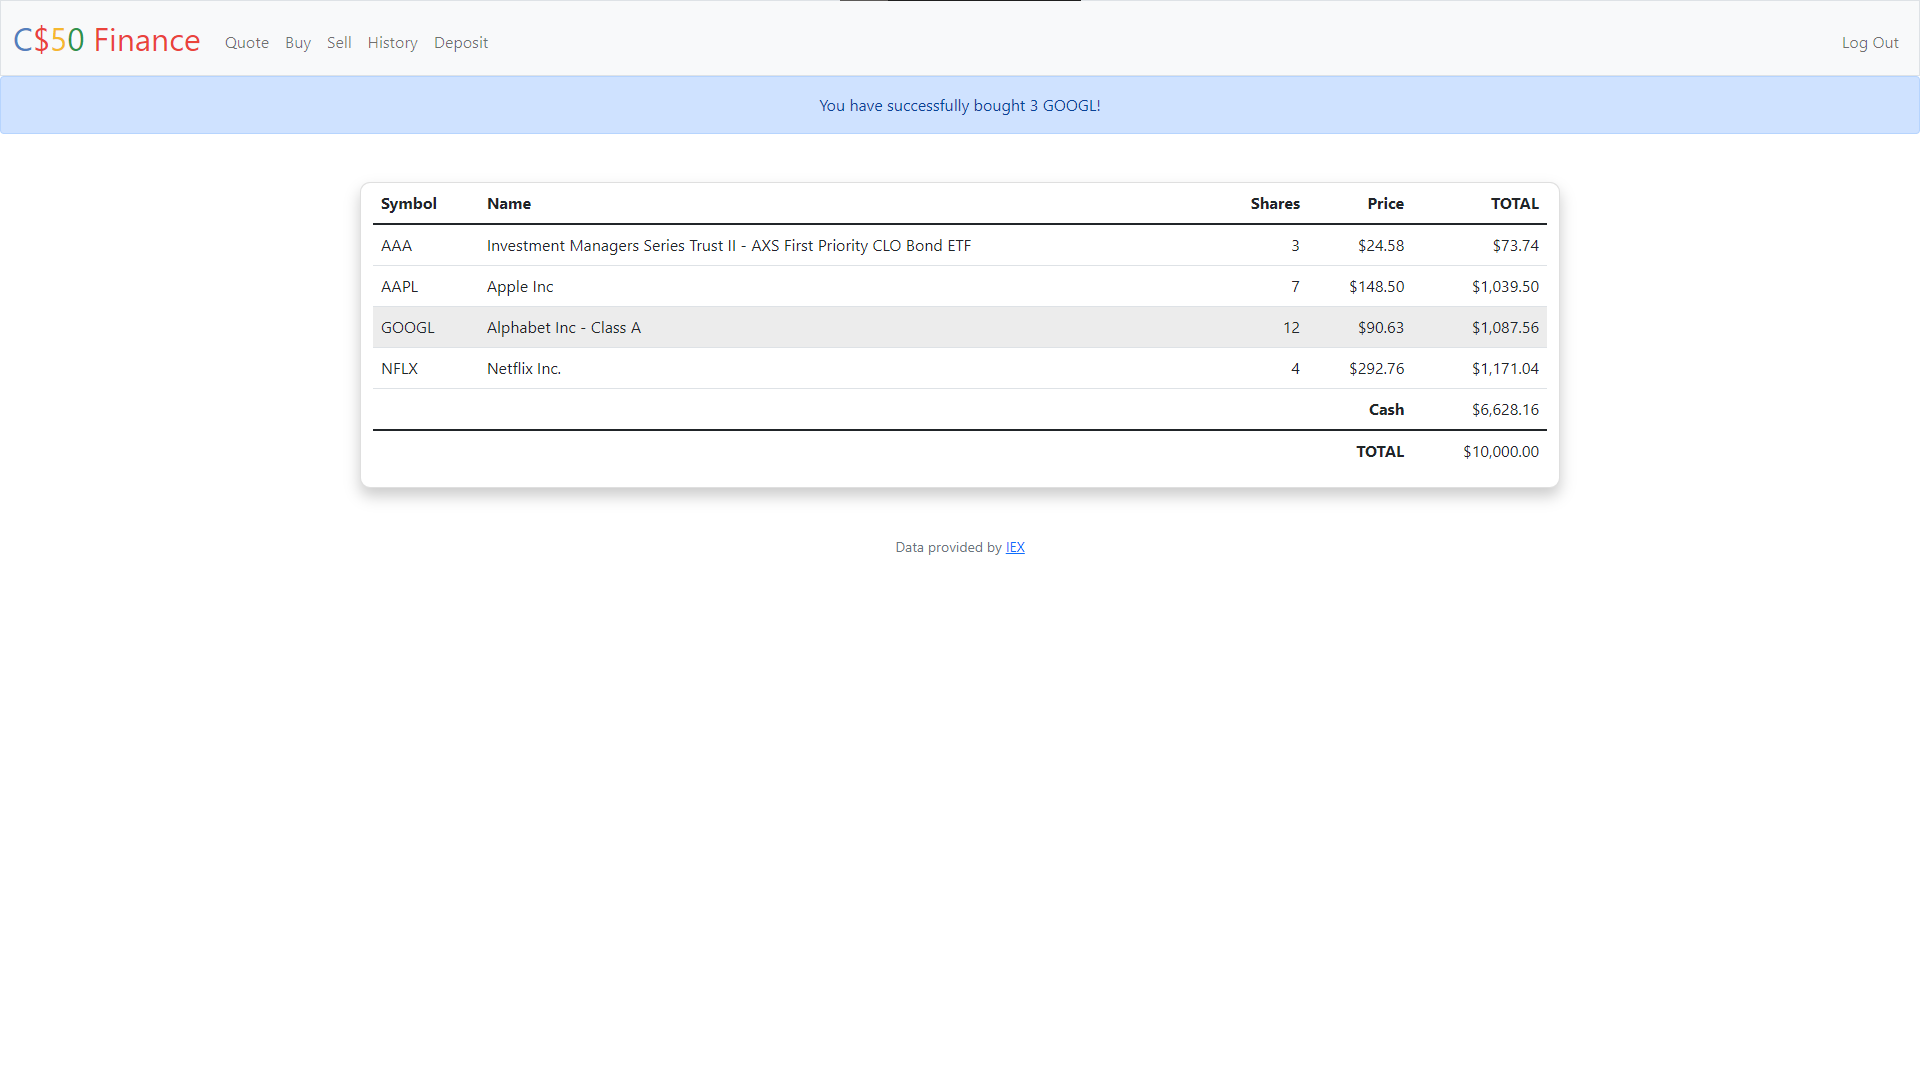 C$50 Finance Quote Buy Sell History Deposit Log Out
You have successfully bought 3 GOOGL!
Symbol Name Shares Price TOTAL
AAA Investment Managers Series Trust II - AXS First Priority CLO Bond ETF 3 $24.58 $73.74
AAPL Apple Inc 7 $148.50 $1,039.50
GOOGL Alphabet Inc - Class A 12 $90.63 $1,087.56
NFLX Netflix Inc. 4 $292.76 $1,171.04
Cash $6,628.16
TOTAL $10,000.00
Data provided by IEX